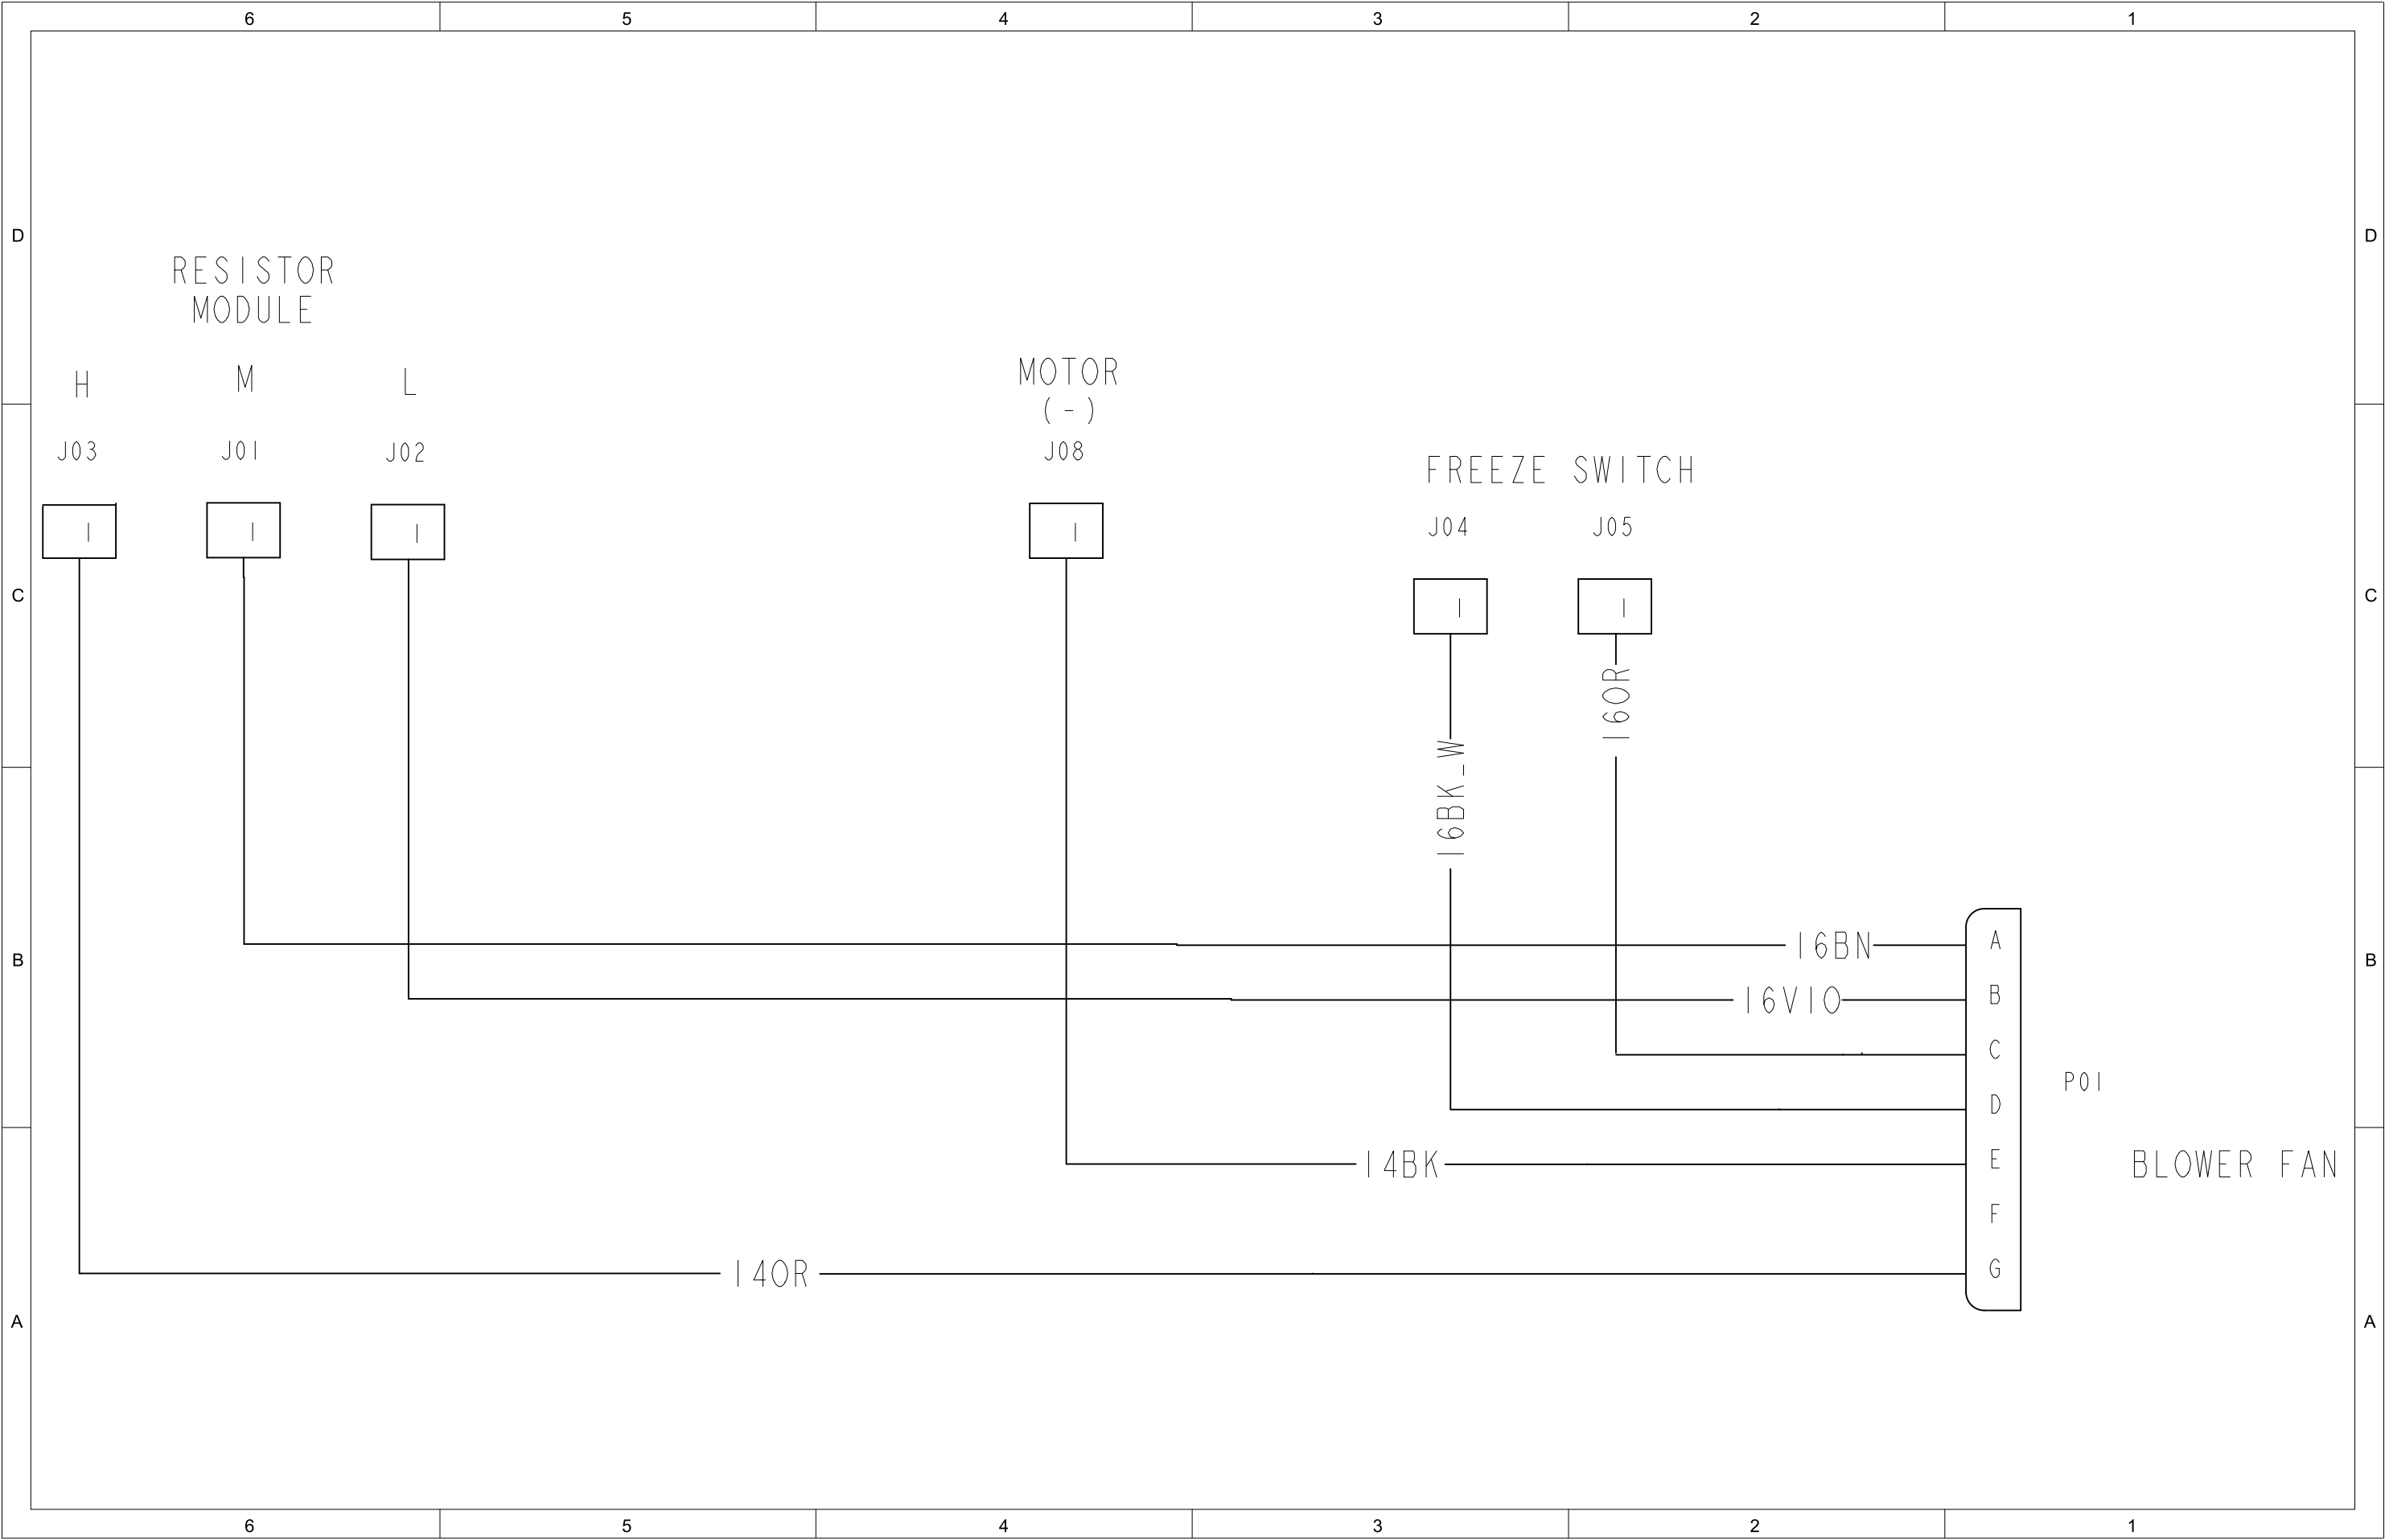 6 5 4 3 2 1
D D
RESISTOR
MODULE
H M L
MOTOR
(-)
J03 J01 J02 J08
FREEZE SWITCH
J04 J05
1 1 1 1
1 1
C C
16OR
16BK_W
16BN A
B B
16VIO B
C
P01
D
14BK E BLOWER FAN
F
14OR G
A A
6 5 4 3 2 1